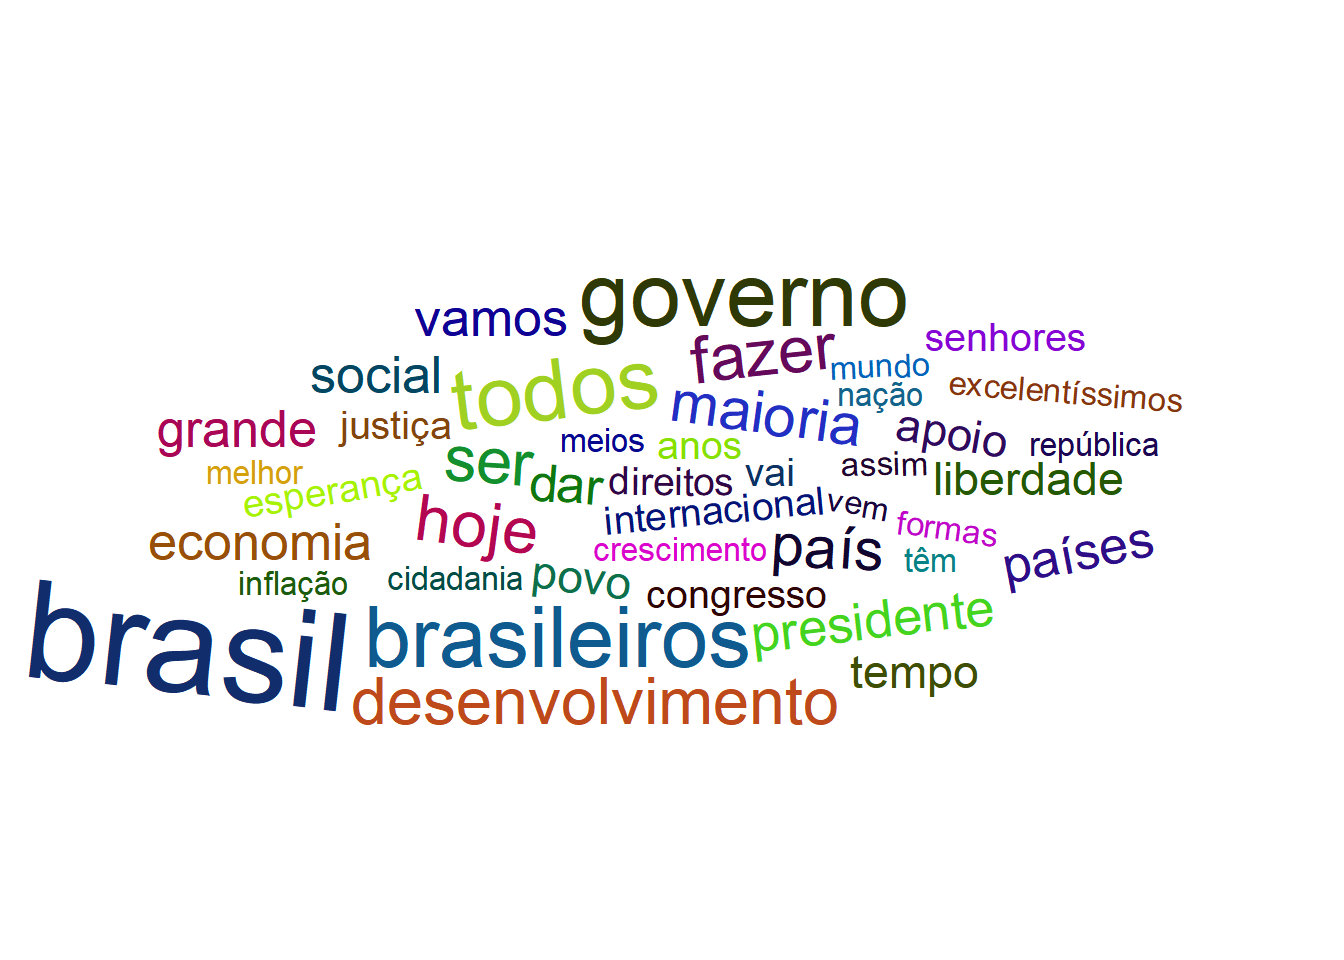 governo
vamos
fazer
senhores
social
todos
mundo
nação
excelentíssimos
maioria
grande
justiça
apoio
meios
anos
república
melhor
ser
dar
direitos
vai
assim
liberdade
esperança
internacional
vem
hoje
formas
economia
crescimento
país
têm
países
inflação
cidadania
povo
congresso
brasil
brasileiros
presidente
tempo
desenvolvimento